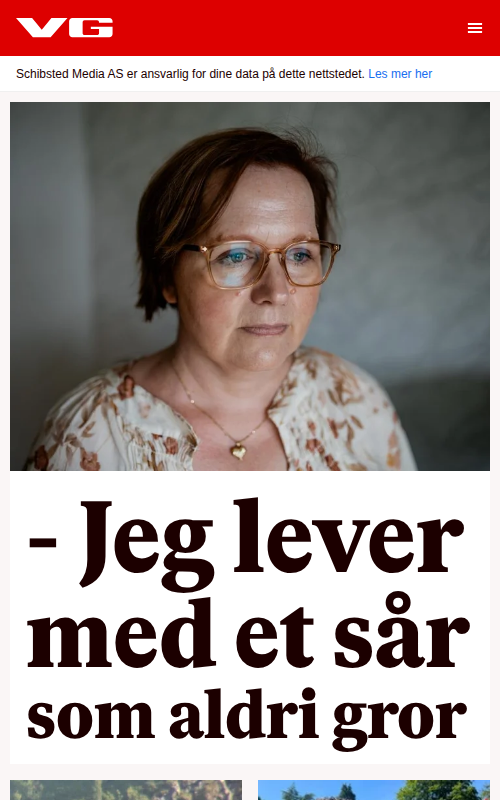 VG
Schibsted Media AS er ansvarlig for dine data på dette nettstedet. Les mer her
- Jeg lever
med et sår
som aldri gror